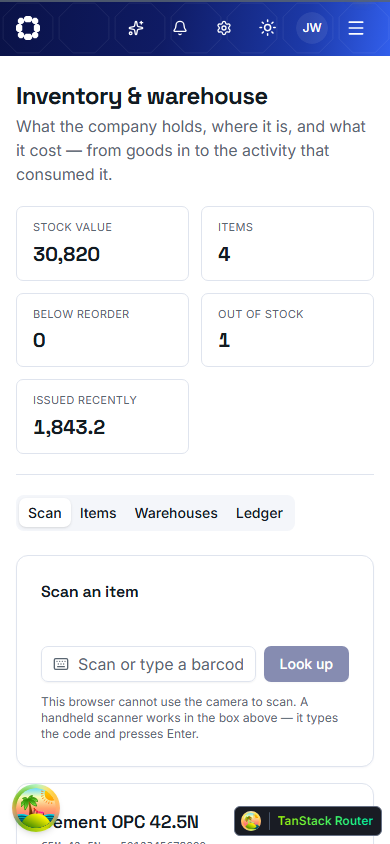 JW
Inventory & warehouse
What the company holds, where it is, and what
it cost — from goods in to the activity that
consumed it.
STOCK VALUE
30,820
ITEMS
4
BELOW REORDER
0
OUT OF STOCK
1
ISSUED RECENTLY
1,843.2
Scan Items Warehouses Ledger
Scan an item
Scan or type a barcod
Look up
This browser cannot use the camera to scan. A
handheld scanner works in the box above — it types
the code and presses Enter.
ement OPC 42.5N
TanStack Router